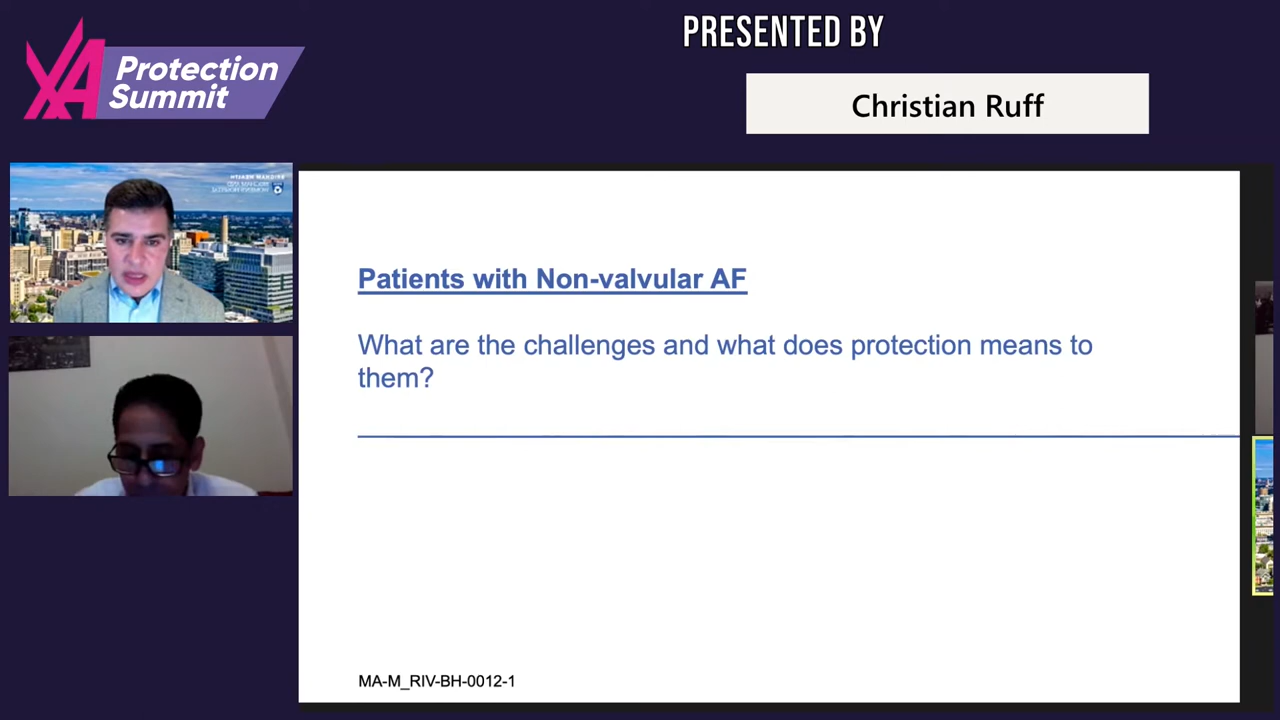 PRESENTED BY
XA
Protection
Summit
Christian Ruff
Patients with Non-valvular AF
What are the challenges and what does protection means to
them?
MA-M_RIV-BH-0012-1